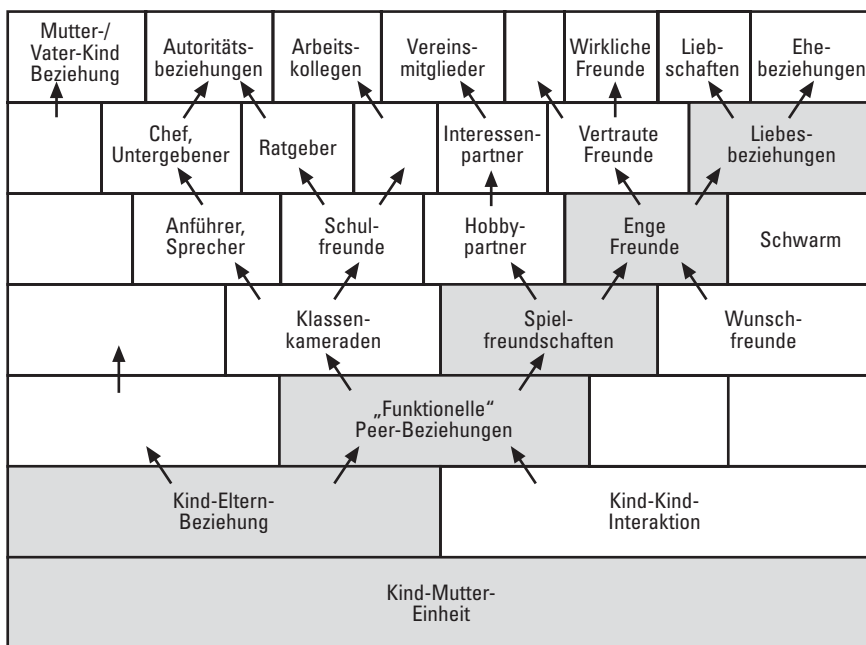 Mutter-/
Vater-Kind
Beziehung
Autoritäts-
beziehungen
Arbeits-
kollegen
Vereins-
mitglieder
Wirkliche
Freunde
Lieb-
schaften
Ehe-
beziehungen
Chef,
Untergebener
Ratgeber
Interessen-
partner
Vertraute
Freunde
Liebes-
beziehungen
Anführer,
Sprecher
Schul-
freunde
Hobby-
partner
Enge
Freunde
Schwarm
Klassen-
kameraden
Spiel-
freundschaften
Wunsch-
freunde
„Funktionelle“
Peer-Beziehungen
Kind-Eltern-
Beziehung
Kind-Kind-
Interaktion
Kind-Mutter-
Einheit